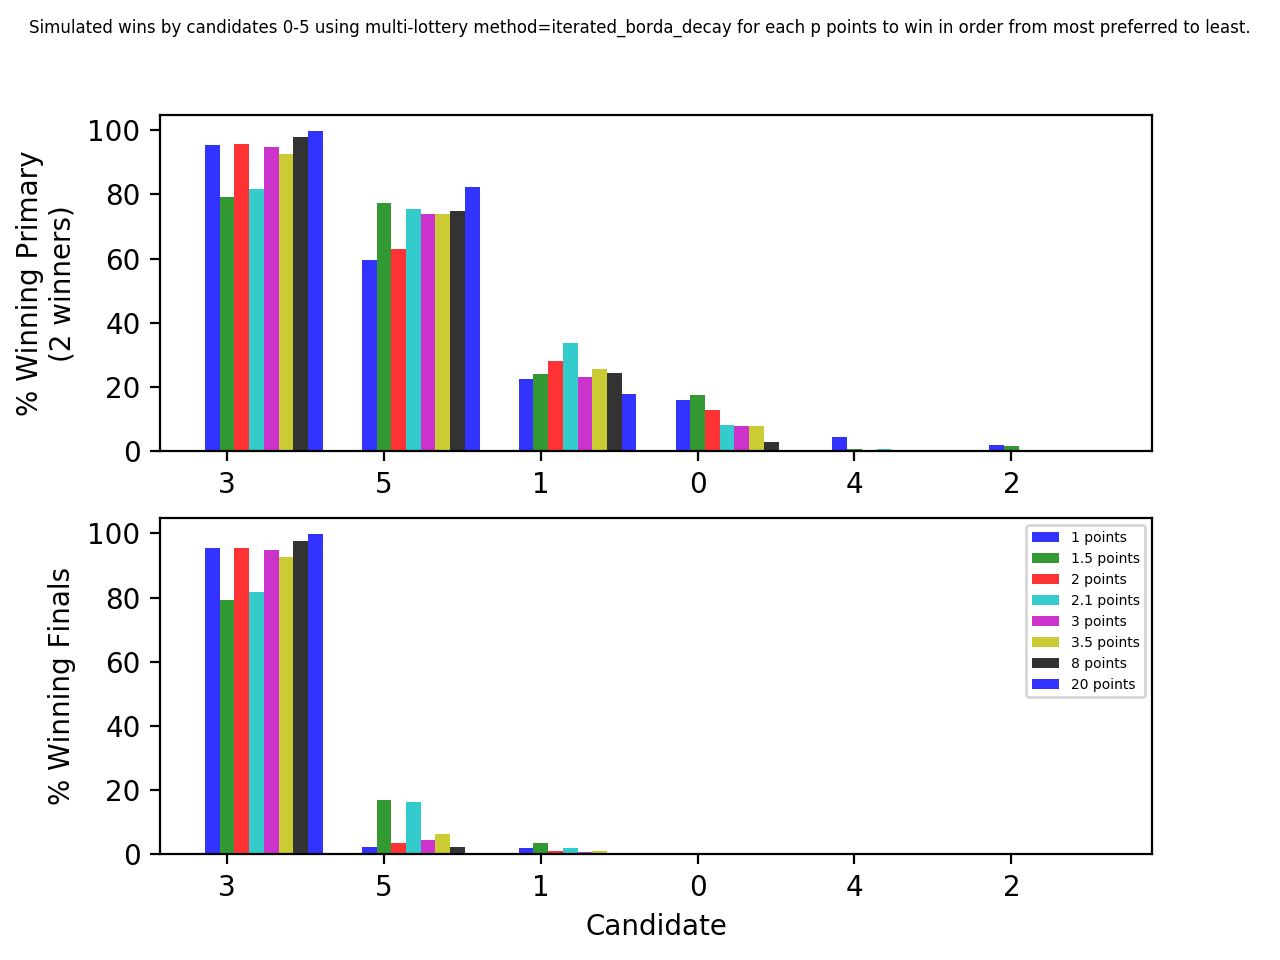 Simulated wins by candidates 0-5 using multi-lottery method=iterated_borda_decay for each p points to win in order from most preferred to least.
% Winning Primary
(2 winners)
100
80
60
40
20
0
3 5 1 0 4 2
% Winning Finals
100
80
60
40
20
0
1 points
1.5 points
2 points
2.1 points
3 points
3.5 points
8 points
20 points
3 5 1 0 4 2
Candidate